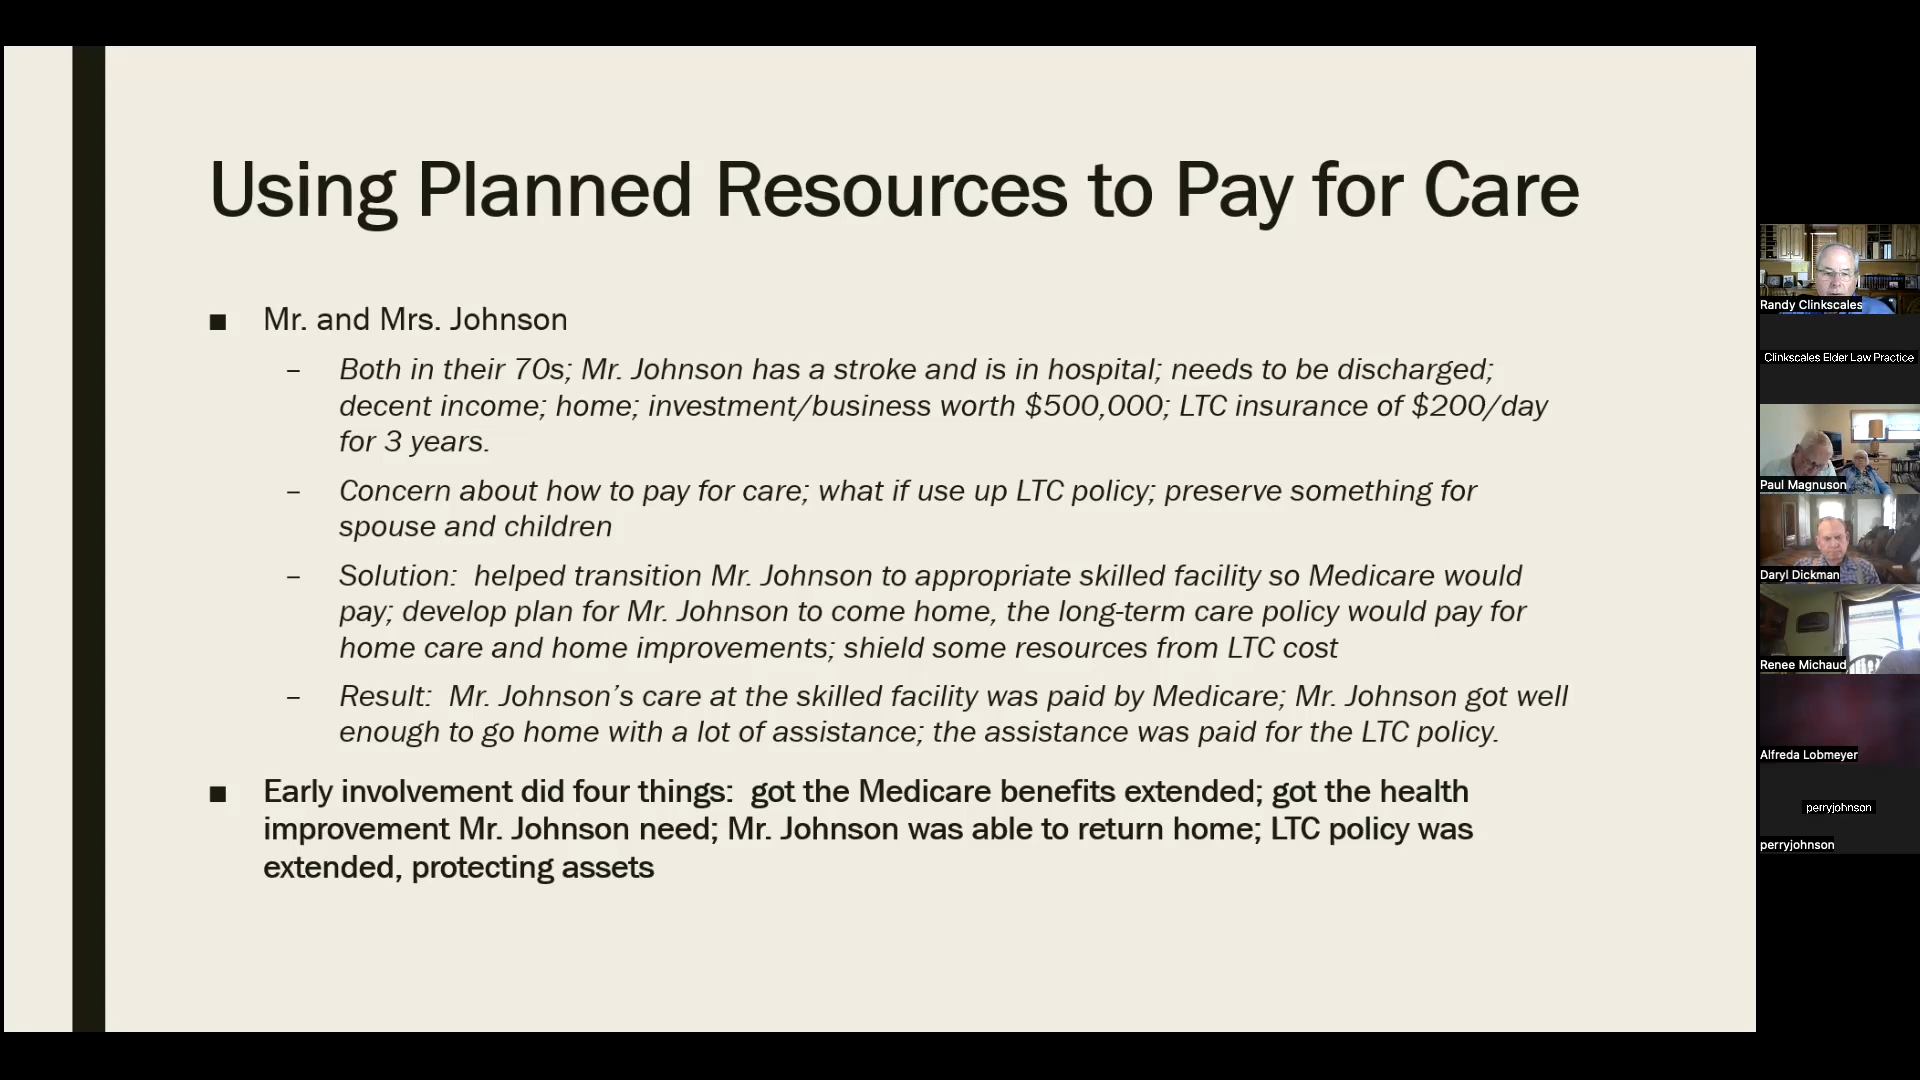 Using Planned Resources to Pay for Care
■ Mr. and Mrs. Johnson
– Both in their 70s; Mr. Johnson has a stroke and is in hospital; needs to be discharged;
decent income; home; investment/business worth $500,000; LTC insurance of $200/day
for 3 years.
– Concern about how to pay for care; what if use up LTC policy; preserve something for
spouse and children
– Solution:  helped transition Mr. Johnson to appropriate skilled facility so Medicare would
pay; develop plan for Mr. Johnson to come home, the long-term care policy would pay for
home care and home improvements; shield some resources from LTC cost
– Result:  Mr. Johnson’s care at the skilled facility was paid by Medicare; Mr. Johnson got well
enough to go home with a lot of assistance; the assistance was paid for the LTC policy.
■ Early involvement did four things:  got the Medicare benefits extended; got the health
improvement Mr. Johnson need; Mr. Johnson was able to return home; LTC policy was
extended, protecting assets
Randy Clinkscales
Clinkscales Elder Law Practice
Paul Magnuson
Daryl Dickman
Renee Michaud
Alfreda Lobmeyer
perryjohnson
perryjohnson